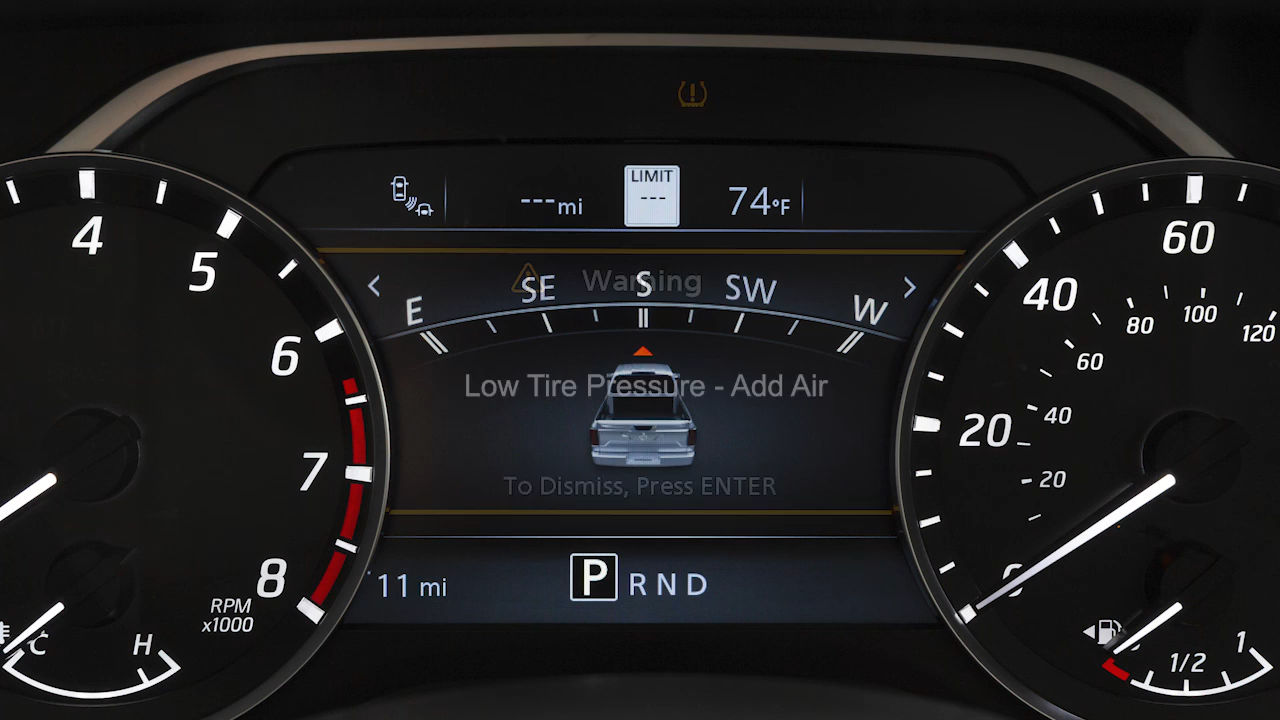 ---mi
LIMIT
---
74°F
Warning
E SE S SW W
Low Tire Pressure - Add Air
To Dismiss, Press ENTER
11 mi
P R N D
4
5
6
7
8
RPM
x1000
C H
60
40
20
0
120
100
80
60
40
20
1/2 1